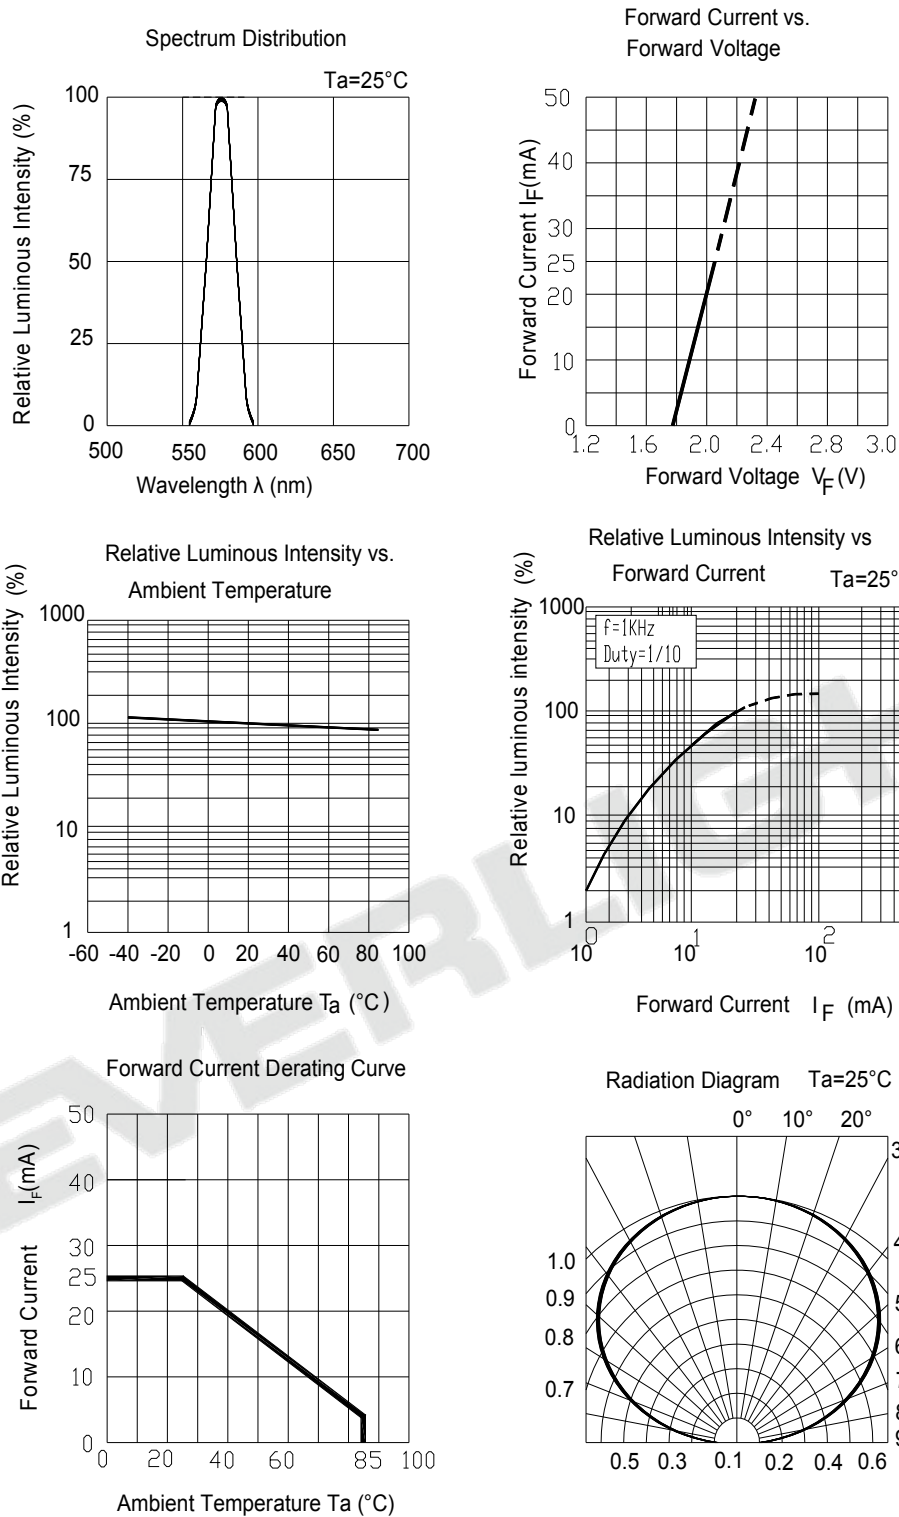 Spectrum Distribution
Ta=25°C
Relative Luminous Intensity (%)
100
75
50
25
0
500 550 600 650 700
Wavelength λ (nm)
Forward Current vs.
Forward Voltage
Forward Current IF(mA)
50
40
30
25
20
10
0
1.2 1.6 2.0 2.4 2.8 3.0
Forward Voltage VF(V)
Relative Luminous Intensity vs.
Ambient Temperature
Relative Luminous Intensity (%)
1000
100
10
1
-60 -40 -20 0 20 40 60 80 100
Ambient Temperature Ta (°C)
Relative Luminous Intensity vs
Forward Current
Ta=25°
Relative luminous intensity (%)
f=1KHz
Duty=1/10
1000
100
10
1
10^0 10^1 10^2
Forward Current IF (mA)
Forward Current Derating Curve
Forward Current IF(mA)
50
40
30
25
20
10
0
0 20 40 60 85 100
Ambient Temperature Ta (°C)
Radiation Diagram Ta=25°C
0° 10° 20°
1.0
0.9
0.8
0.7
0.5 0.3 0.1 0.2 0.4 0.6
EVERLIGH